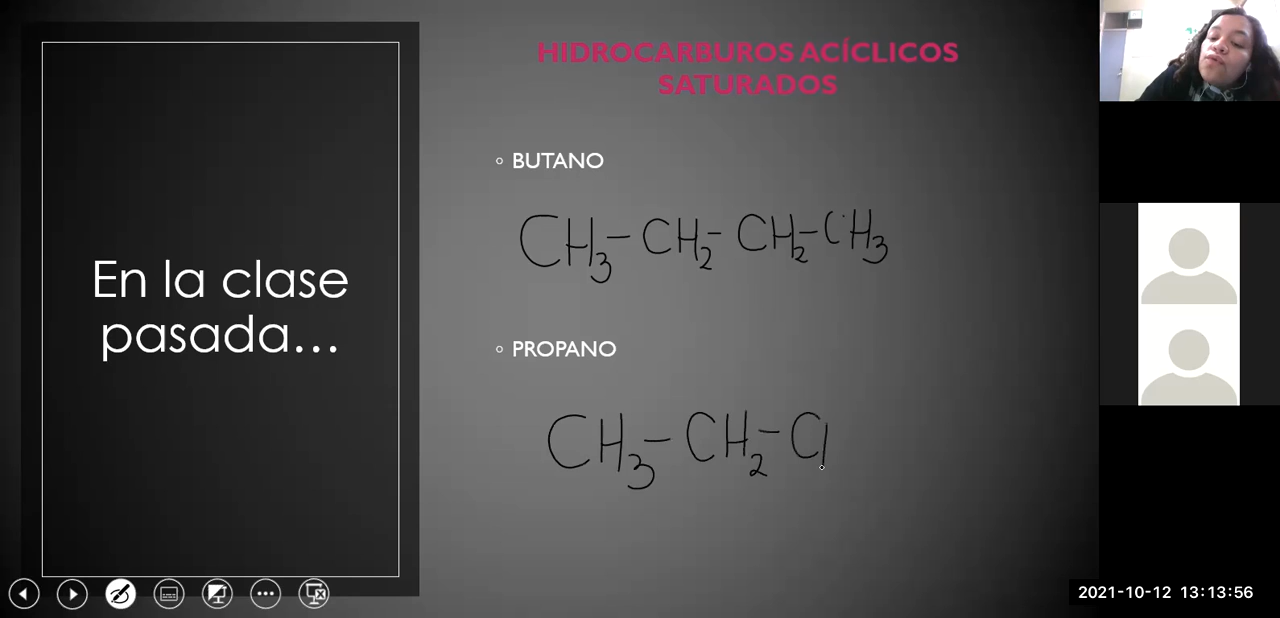 HIDROCARBUROS ACÍCLICOS
SATURADOS
BUTANO
CH3-CH2-CH2-CH3
En la clase
pasada...
PROPANO
CH3-CH2-Cl
2021-10-12 13:13:56